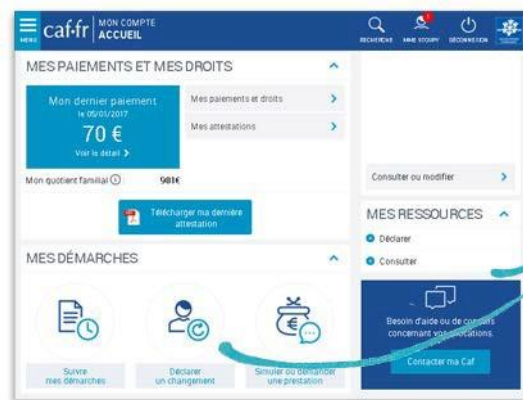 MENU
caf.fr
MON COMPTE
ACCUEIL
RECHERCHE
MME
DÉCONNEXION
MES PAIEMENTS ET MES DROITS
Mon dernier paiement
le 05/01/2017
70 €
Voir le détail >
Mes paiements et droits
Mes attestations
Mon quotient familial
981€
Télécharger ma dernière
attestation
Consulter ou modifier
MES RESSOURCES
Déclarer
Consulter
MES DÉMARCHES
Suivre
mes démarches
Déclarer
un changement
Simuler ou demander
une prestation
Besoin d'aide ou de conseils
concernant vos allocations.
Contacter ma Caf